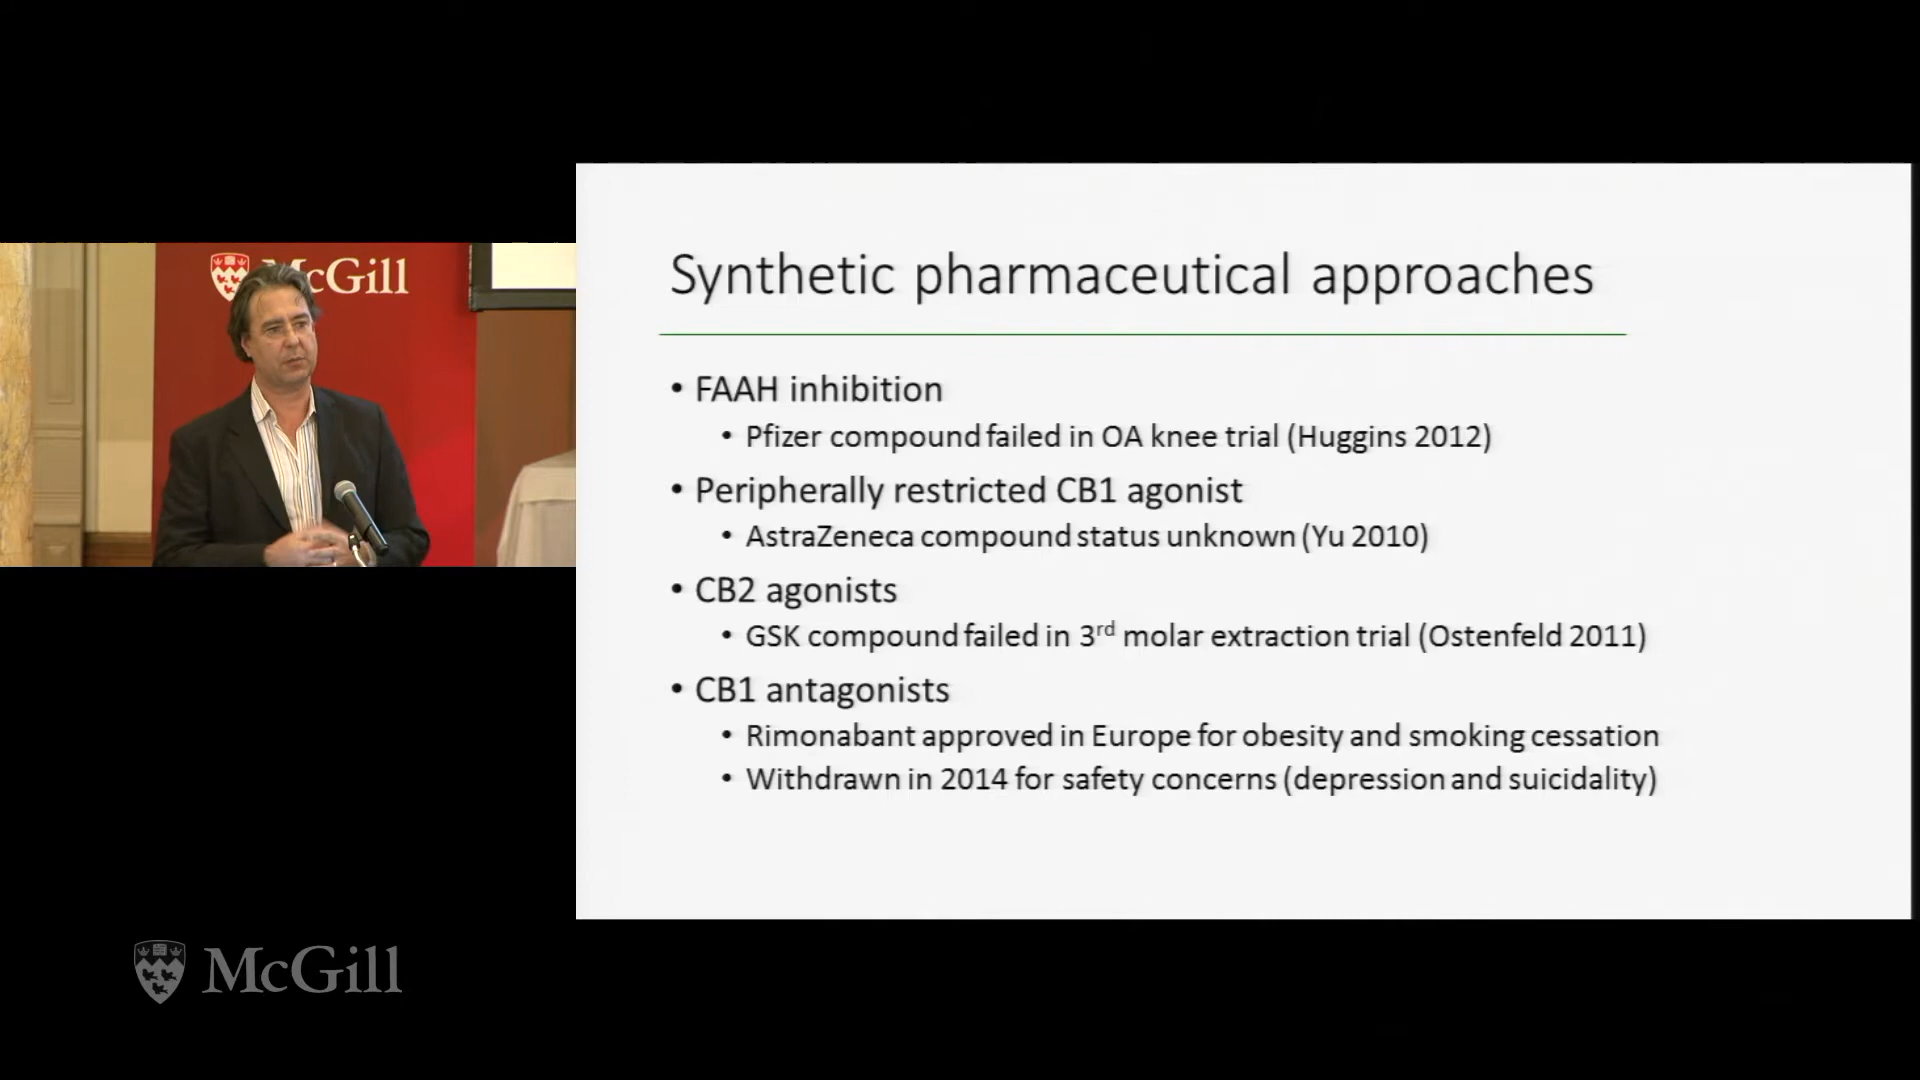 McGill
Synthetic pharmaceutical approaches
• FAAH inhibition
• Pfizer compound failed in OA knee trial (Huggins 2012)
• Peripherally restricted CB1 agonist
• AstraZeneca compound status unknown (Yu 2010)
• CB2 agonists
• GSK compound failed in 3rd molar extraction trial (Ostenfeld 2011)
• CB1 antagonists
• Rimonabant approved in Europe for obesity and smoking cessation
• Withdrawn in 2014 for safety concerns (depression and suicidality)
McGill